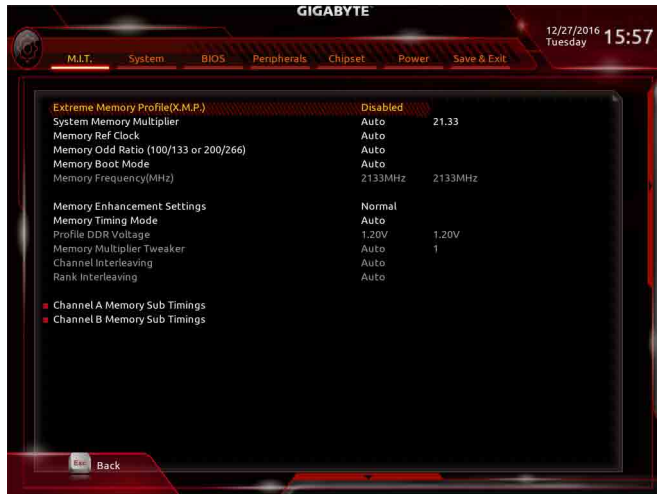 GIGABYTE
12/27/2016 15:57
Tuesday
M.I.T. System BIOS Peripherals Chipset Power Save & Exit
Extreme Memory Profile(X.M.P.) Disabled
System Memory Multiplier Auto 21.33
Memory Ref Clock Auto
Memory Odd Ratio (100/133 or 200/266) Auto
Memory Boot Mode Auto
Memory Frequency(MHz) 2133MHz 2133MHz
Memory Enhancement Settings Normal
Memory Timing Mode Auto
Profile DDR Voltage 1.20V 1.20V
Memory Multiplier Tweaker Auto 1
Channel Interleaving Auto
Rank Interleaving Auto
Channel A Memory Sub Timings
Channel B Memory Sub Timings
Esc Back